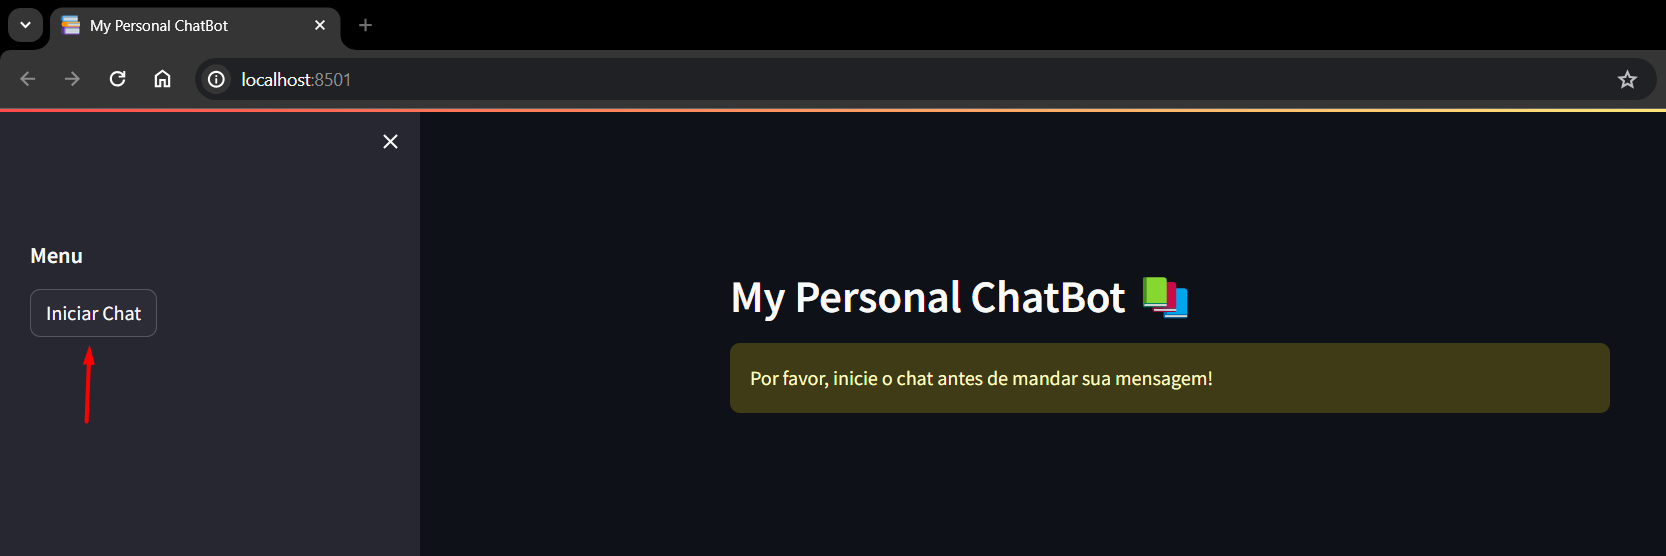 My Personal ChatBot
localhost:8501
Menu
Iniciar Chat
My Personal ChatBot
Por favor, inicie o chat antes de mandar sua mensagem!